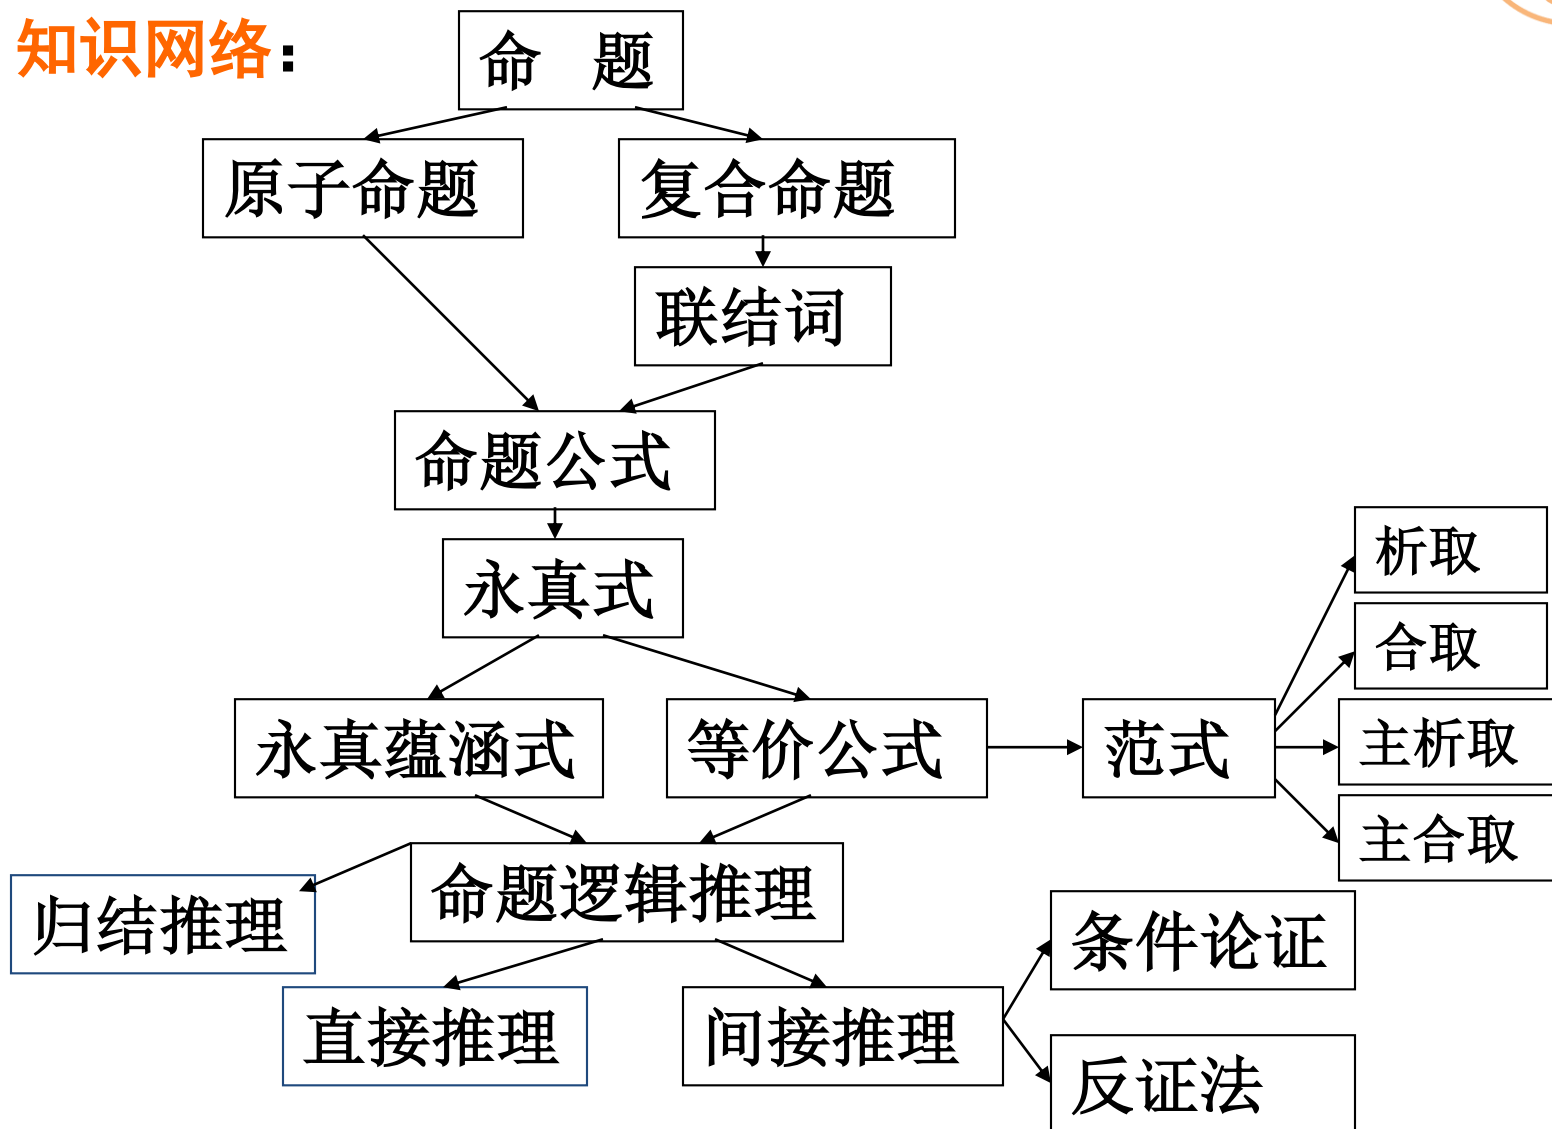 知识网络：
命 题
原子命题
复合命题
联结词
命题公式
永真式
析取
合取
永真蕴涵式
等价公式
范式
主析取
主合取
命题逻辑推理
归结推理
条件论证
直接推理
间接推理
反证法